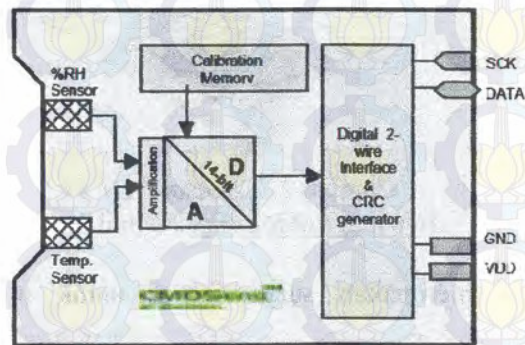 %RH
Sensor
Calibration
Memory
SCK
DATA
Amplification
14-bit
D
A
Digital 2-
wire
Interface
&
CRC
generator
Temp.
Sensor
GND
VDD
CMOSens™